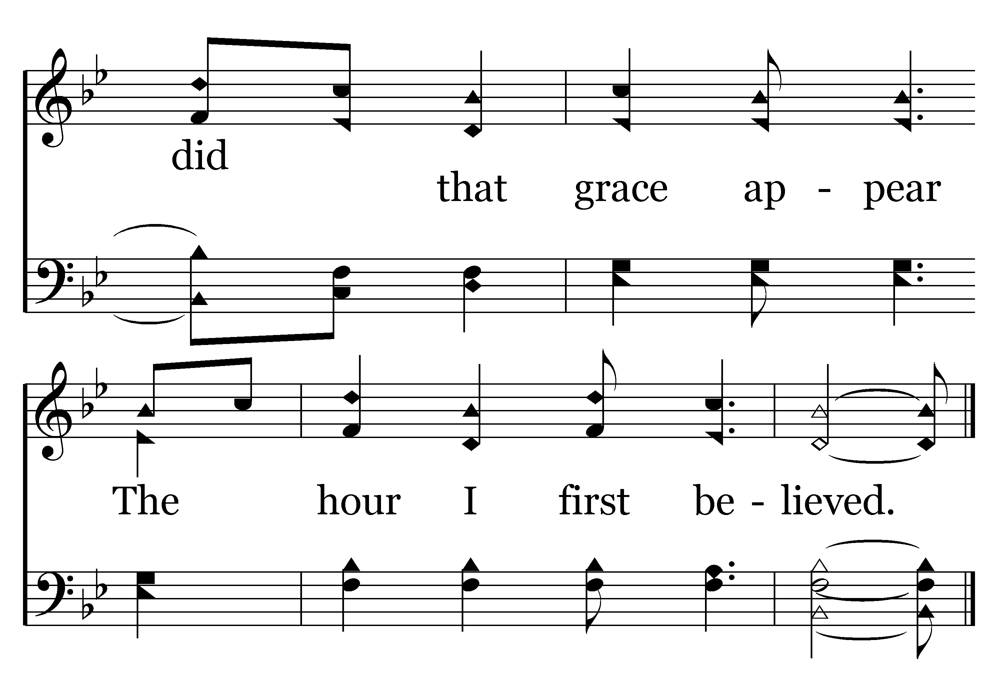 did
that grace ap - pear
The hour I first be - lieved.